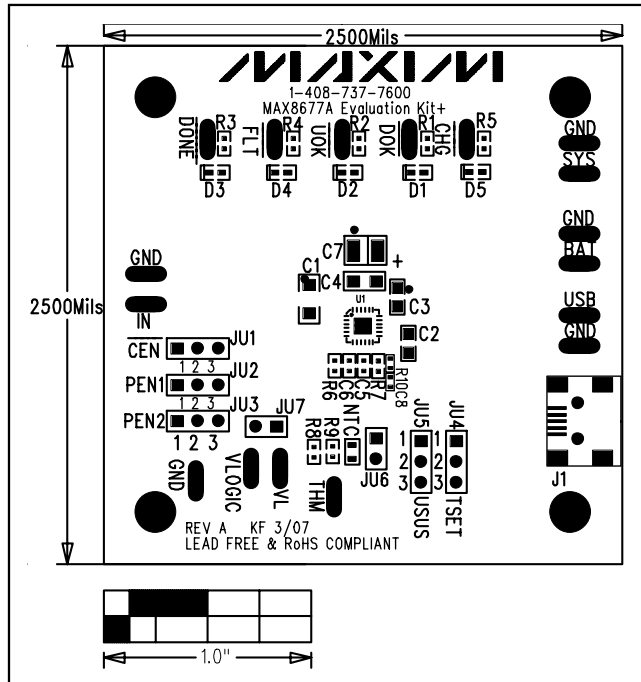 2500Mils
MAXIM
1-408-737-7600
MAX8677A Evaluation Kit+
DONE R3 FLT R4 UOK R2 DOK R1 CHG R5
D3 D4 D2 D1 D5
GND
SYS
GND
BAT
USB
GND
C7 +
C1 C4
U1
C3
C2
GND
IN
2500Mils
CEN JU1
1 2 3
PEN1 JU2
1 2 3
PEN2 JU3
1 2 3
JU7
R6 C6 C5 R7 R10 C8
R8 R9 NTC
JU6
JU5
1
2
3
USUS
JU4
1
2
3
TSET
J1
GND
VLOGIC
VL
THM
REV A KF 3/07
LEAD FREE & RoHS COMPLIANT
1.0"